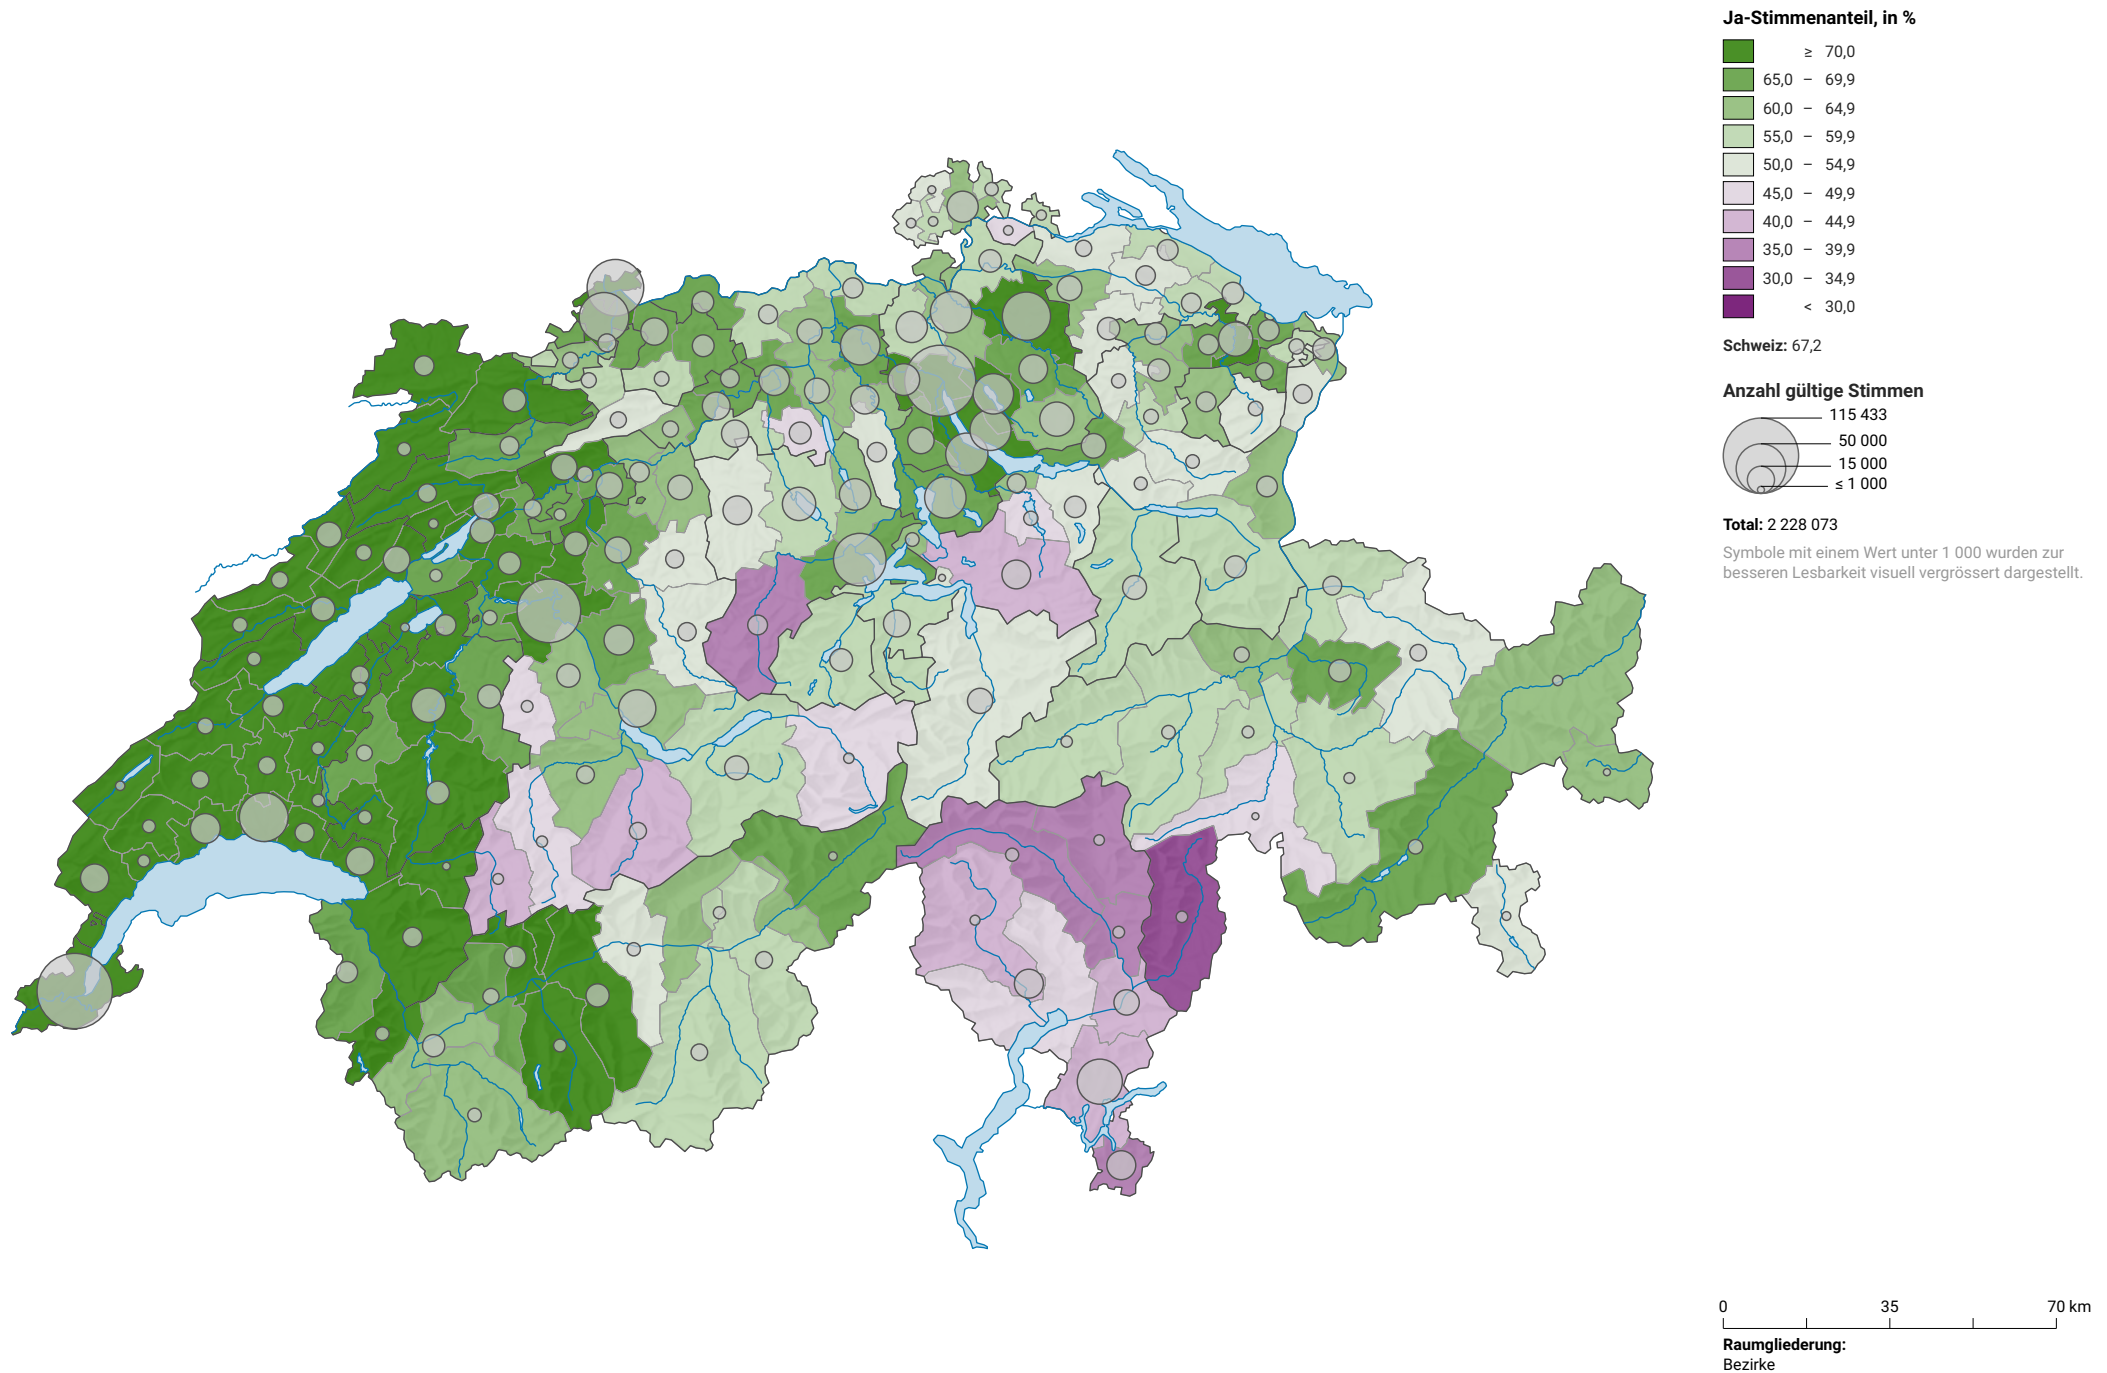 Ja-Stimmenanteil, in %
≥ 70,0
65,0 – 69,9
60,0 – 64,9
55,0 – 59,9
50,0 – 54,9
45,0 – 49,9
40,0 – 44,9
35,0 – 39,9
30,0 – 34,9
< 30,0
Schweiz: 67,2
Anzahl gültige Stimmen
115 433
50 000
15 000
≤ 1 000
Total: 2 228 073
Symbole mit einem Wert unter 1 000 wurden zur
besseren Lesbarkeit visuell vergrössert dargestellt.
0 35 70 km
Raumgliederung:
Bezirke